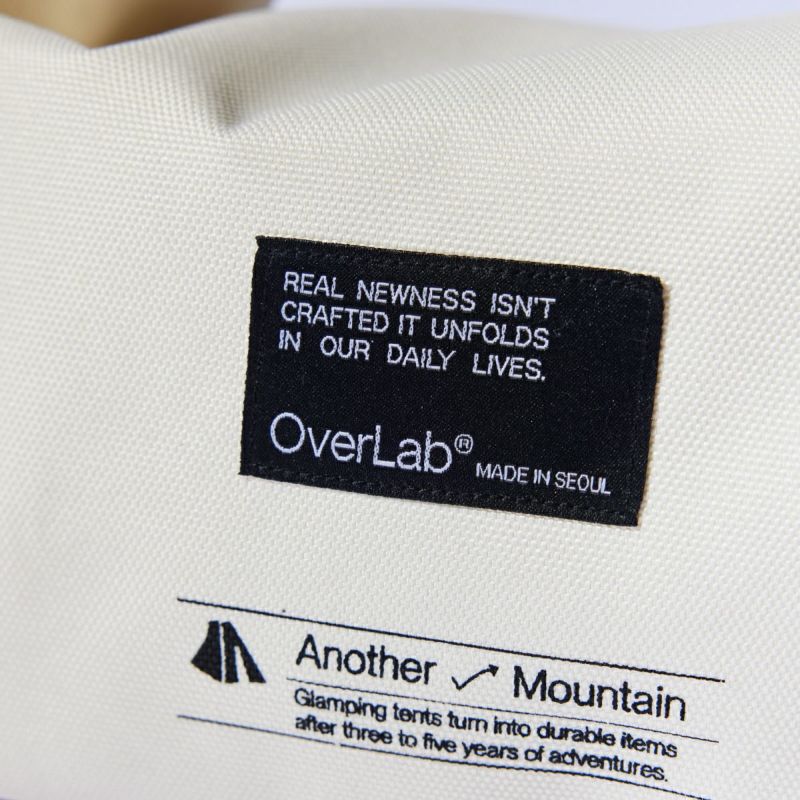 REAL NEWNESS ISN'T
CRAFTED IT UNFOLDS
IN OUR DAILY LIVES.
OverLab® MADE IN SEOUL
Another Mountain
Glamping tents turn into durable items
after three to five years of adventures.